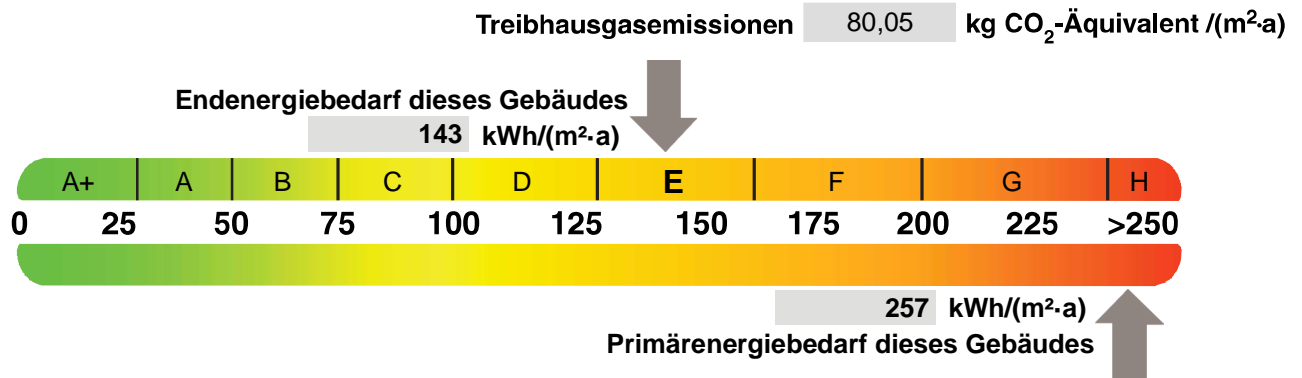 Treibhausgasemissionen 80,05 kg CO₂-Äquivalent /(m²·a)
Endenergiebedarf dieses Gebäudes
143 kWh/(m²·a)
A+ A B C D E F G H
0 25 50 75 100 125 150 175 200 225 >250
257 kWh/(m²·a)
Primärenergiebedarf dieses Gebäudes